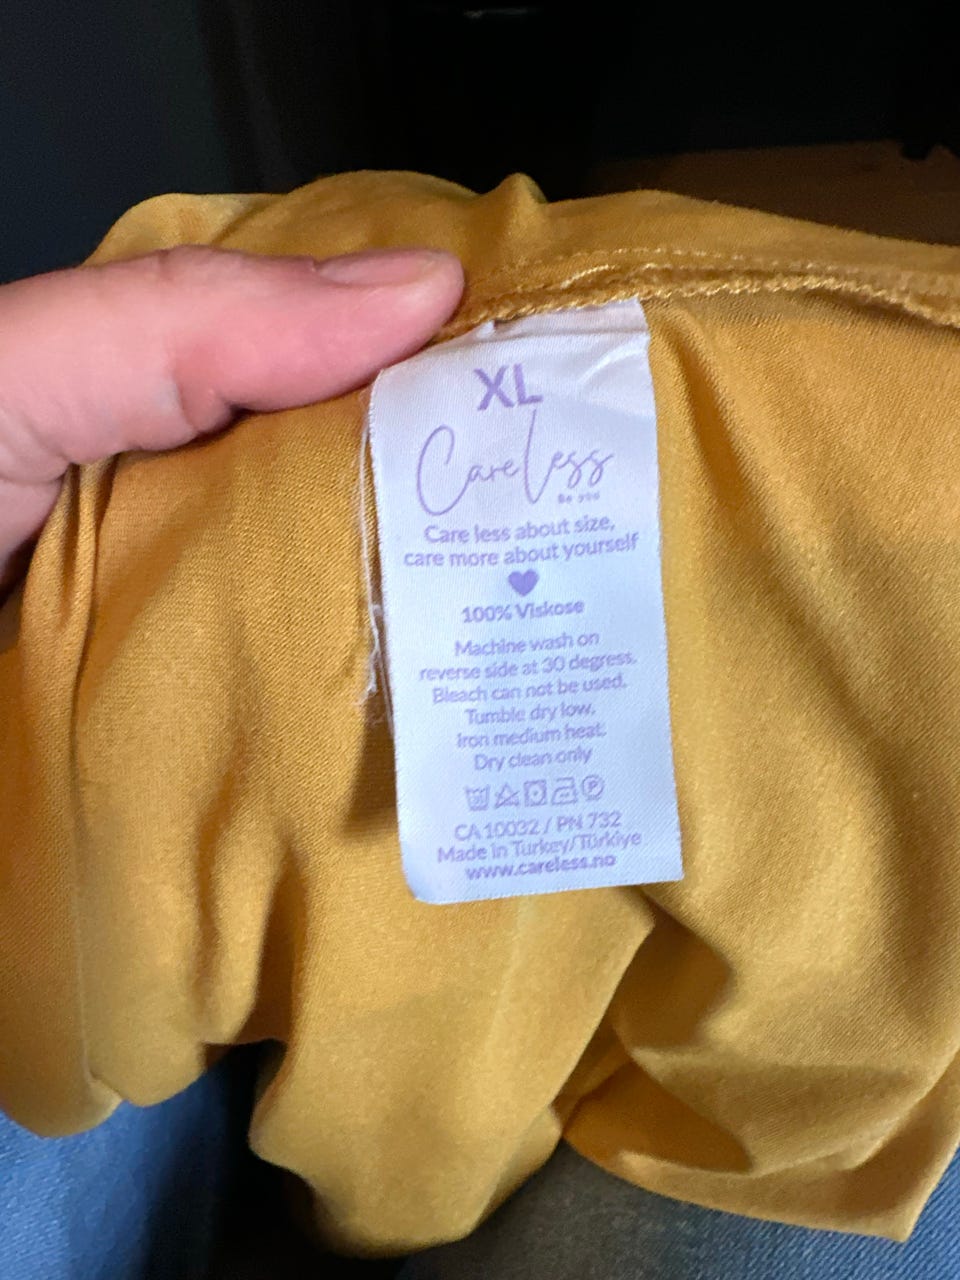 XL
Careless
Be you
Care less about size,
care more about yourself
100% Viskose
Machine wash on
reverse side at 30 degress.
Bleach can not be used.
Tumble dry low.
Iron medium heat.
Dry clean only
30 P
CA 10032 / PN 732
Made in Turkey/Türkiye
www.careless.no